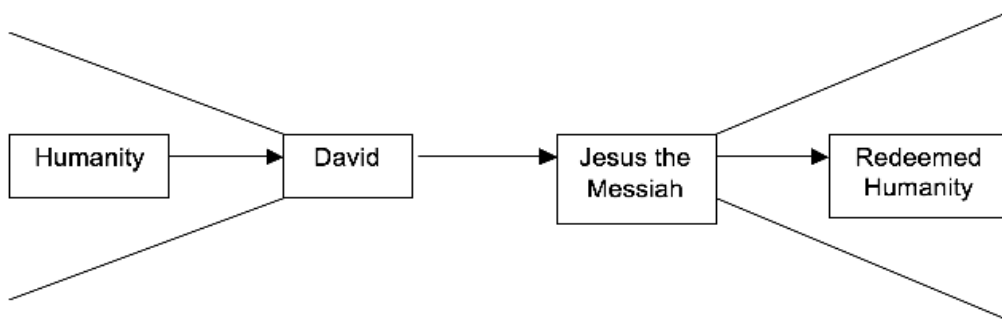 Humanity
David
Jesus the
Messiah
Redeemed
Humanity